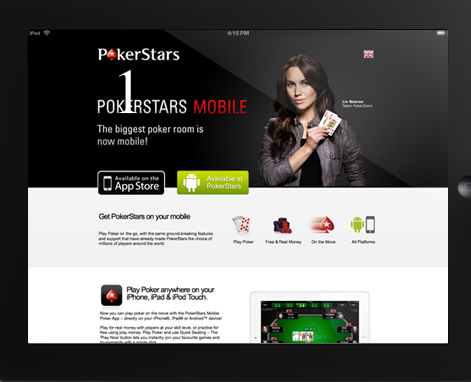 iPad
4:15 PM
PokerStars
1
POKERSTARS MOBILE
The biggest poker room is
now mobile!
Liv Boeree
Team PokerStars
Available on the
App Store
Available at
PokerStars
Get PokerStars on your mobile
Play Poker on the go, with the same ground-breaking features
and support that have already made PokerStars the choice of
millions of players around the world.
Play Poker
Free & Real Money
On the Move
All Platforms
Play Poker anywhere on your
iPhone, iPad & iPod Touch.
Now you can play poker on the move with the PokerStars Mobile
Poker App – directly on your iPhone®, iPad® or Android™ device!
Play for real money with players at your skill level, or practice for
free using play money. Play Poker and use Quick Seating – The
'Play Now' button lets you instantly join your favourite games and